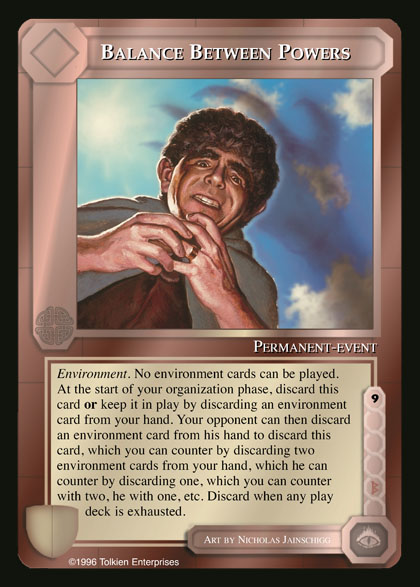 Balance Between Powers
Permanent-event
Environment. No environment cards can be played.
At the start of your organization phase, discard this
card or keep it in play by discarding an environment
card from your hand. Your opponent can then discard
an environment card from his hand to discard this
card, which you can counter by discarding two
environment cards from your hand, which he can
counter by discarding one, which you can counter
with two, he with one, etc. Discard when any play
deck is exhausted.
9
Art by Nicholas Jainschigg
©1996 Tolkien Enterprises